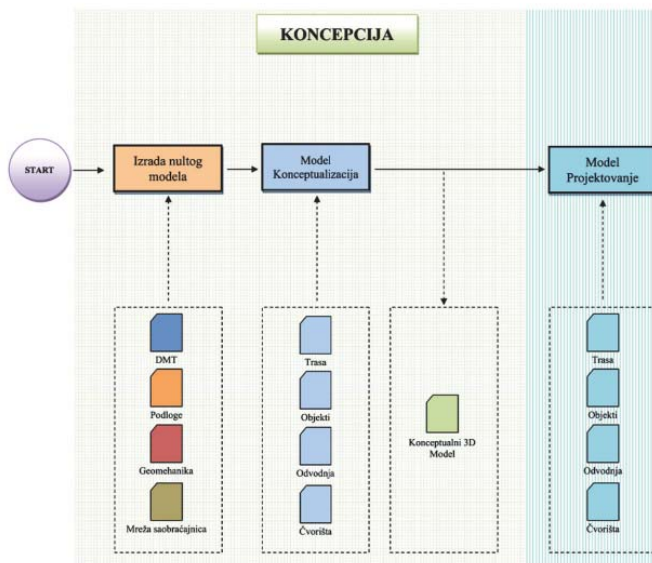 KONCEPCIJA
START
Izrada nultog
modela
Model
Konceptualizacija
Model
Projektovanje
DMT
Podloge
Geomehanika
Mreža saobraćajnica
Trasa
Objekti
Odvodnja
Čvorišta
Konceptualni 3D
Model
Trasa
Objekti
Odvodnja
Čvorišta